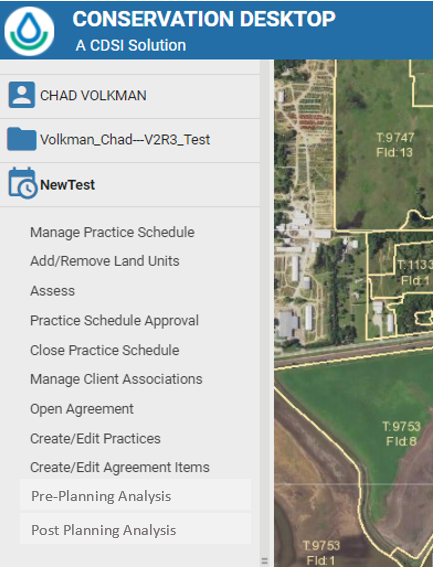 CONSERVATION DESKTOP
A CDSI Solution
CHAD VOLKMAN
Volkman_Chad---V2R3_Test
NewTest
Manage Practice Schedule
Add/Remove Land Units
Assess
Practice Schedule Approval
Close Practice Schedule
Manage Client Associations
Open Agreement
Create/Edit Practices
Create/Edit Agreement Items
Pre-Planning Analysis
Post Planning Analysis
T:9747
Fld:13
T:1133
Fld:1
T:9753
Fld:8
T:9753
Fld:1